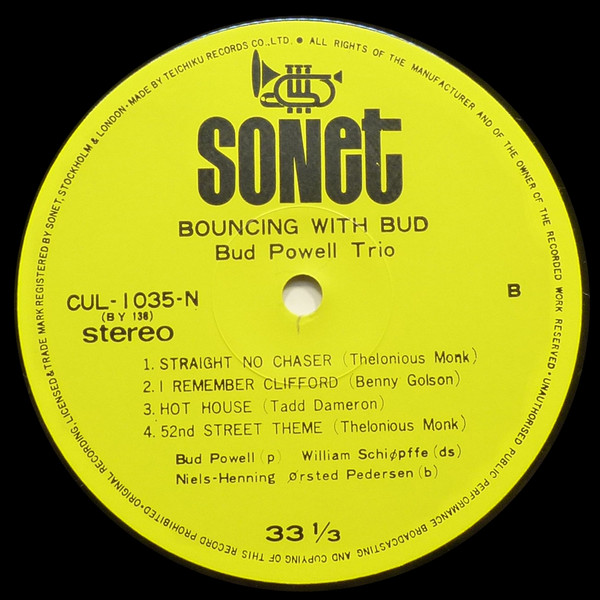 ORIGINAL RECORDING, LICENSED & TRADE MARK REGISTERED BY SONET, STOCKHOLM & LONDON • MADE BY TEICHIKU RECORDS CO., LTD. • ALL RIGHTS OF THE MANUFACTURER AND OF THE OWNER OF THE RECORDED WORK RESERVED • UNAUTHORISED PUBLIC PERFORMANCE BROADCASTING AND COPYING OF THIS RECORD PROHIBITED •
SONET
BOUNCING WITH BUD
Bud Powell Trio
CUL-1035-N
(BY 138)
stereo
B
1. STRAIGHT NO CHASER (Thelonious Monk)
2. I REMEMBER CLIFFORD (Benny Golson)
3. HOT HOUSE (Tadd Dameron)
4. 52nd STREET THEME (Thelonious Monk)
Bud Powell (p) William Schiøpffe (ds)
Niels-Henning Ørsted Pedersen (b)
33 1/3